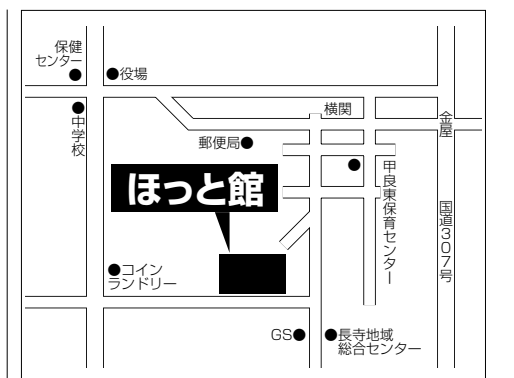 保健
センター
●
●役場
●
中学校
横関
金屋
郵便局●
●
甲良東保育センター
ほっと館
国道307号
●コイン
ランドリー
GS●
●長寺地域
総合センター